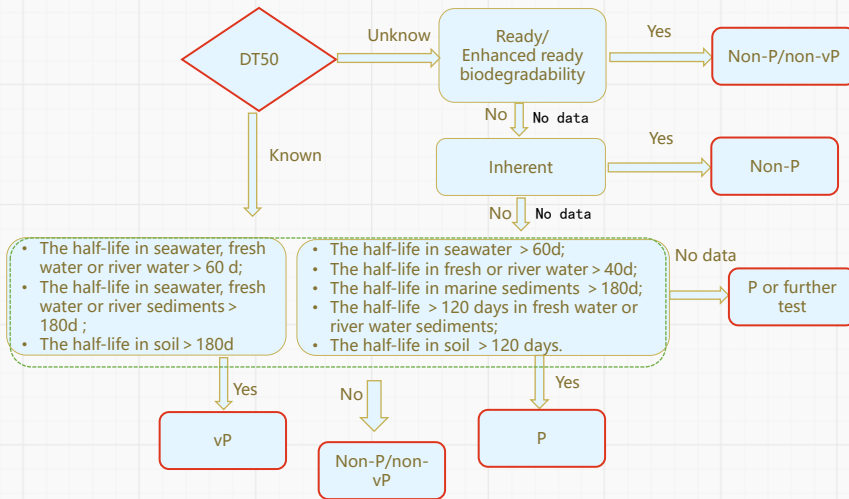 DT50
Unknow
Ready/
Enhanced ready
biodegradability
Yes
Non-P/non-vP
No
No data
Known
Inherent
Yes
Non-P
No
No data
• The half-life in seawater, fresh
water or river water > 60 d;
• The half-life in seawater, fresh
water or river sediments >
180d ;
• The half-life in soil > 180d
• The half-life in seawater > 60d;
• The half-life in fresh or river water > 40d;
• The half-life in marine sediments > 180d;
• The half-life > 120 days in fresh water or
river water sediments;
• The half-life in soil > 120 days.
No data
P or further
test
Yes
vP
No
Non-P/non-
vP
Yes
P